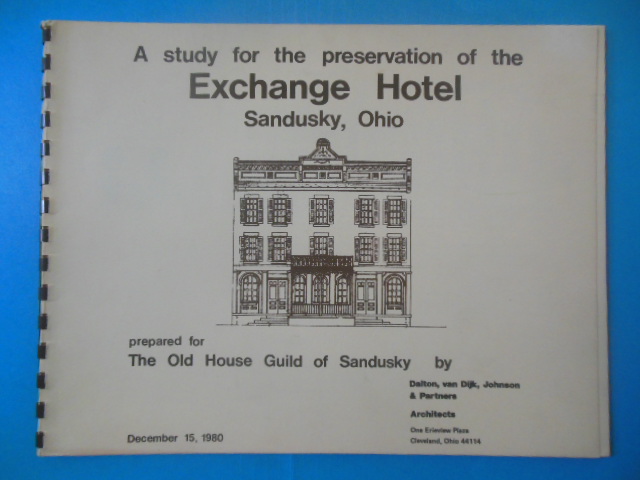 A study for the preservation of the
Exchange Hotel
Sandusky, Ohio
prepared for
The Old House Guild of Sandusky by
Dalton, van Dijk, Johnson
& Partners
Architects
One Erieview Plaza
Cleveland, Ohio 44114
December 15, 1980